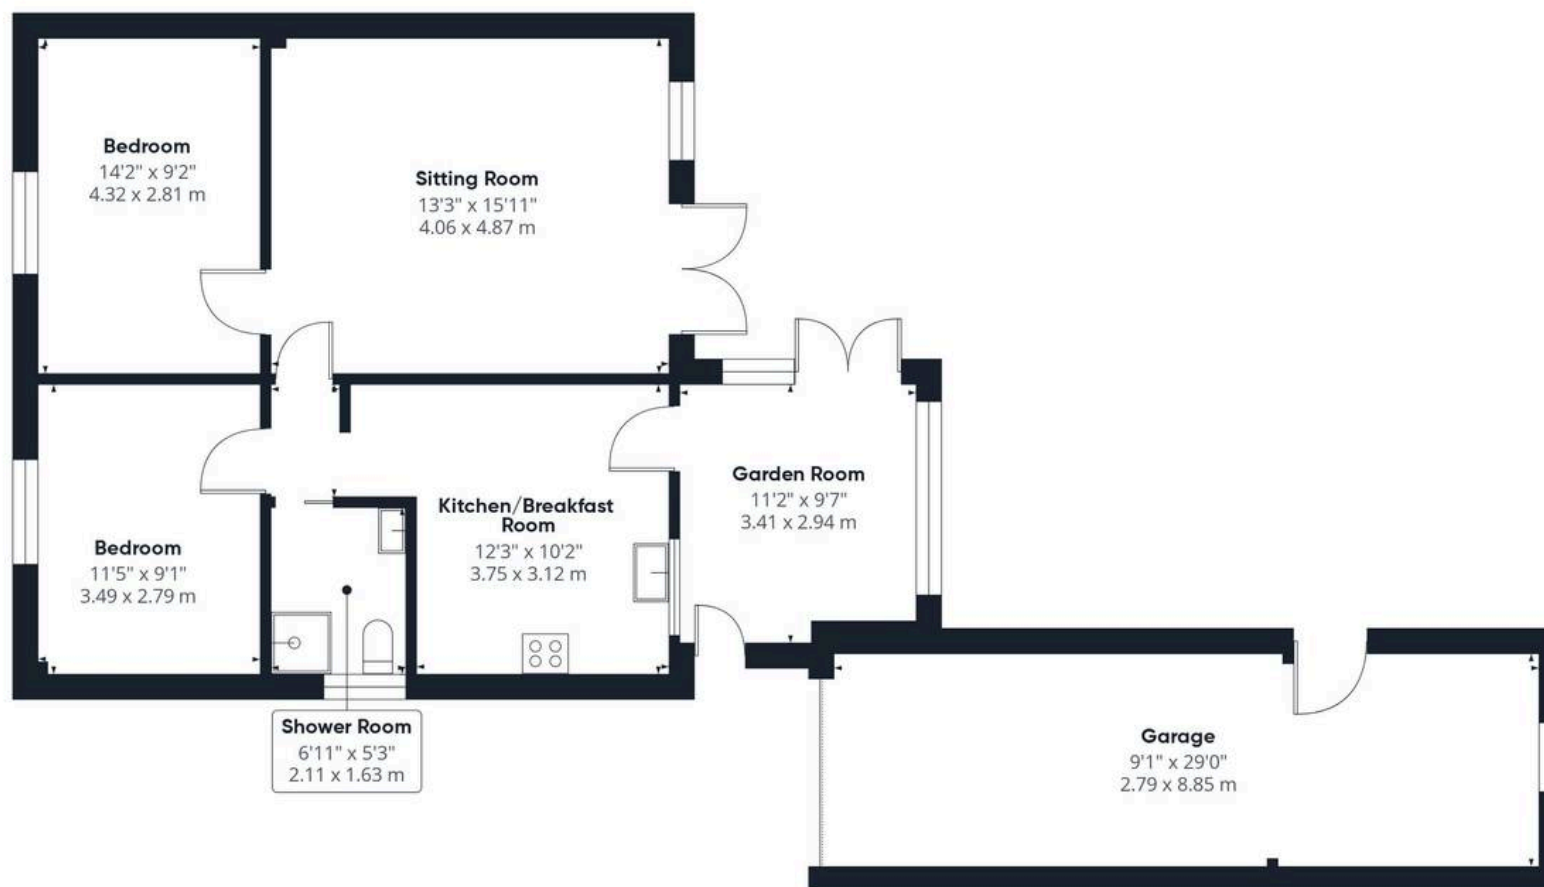 Bedroom
14'2" x 9'2"
4.32 x 2.81 m
Sitting Room
13'3" x 15'11"
4.06 x 4.87 m
Bedroom
11'5" x 9'1"
3.49 x 2.79 m
Kitchen/Breakfast
Room
12'3" x 10'2"
3.75 x 3.12 m
Garden Room
11'2" x 9'7"
3.41 x 2.94 m
Shower Room
6'11" x 5'3"
2.11 x 1.63 m
Garage
9'1" x 29'0"
2.79 x 8.85 m